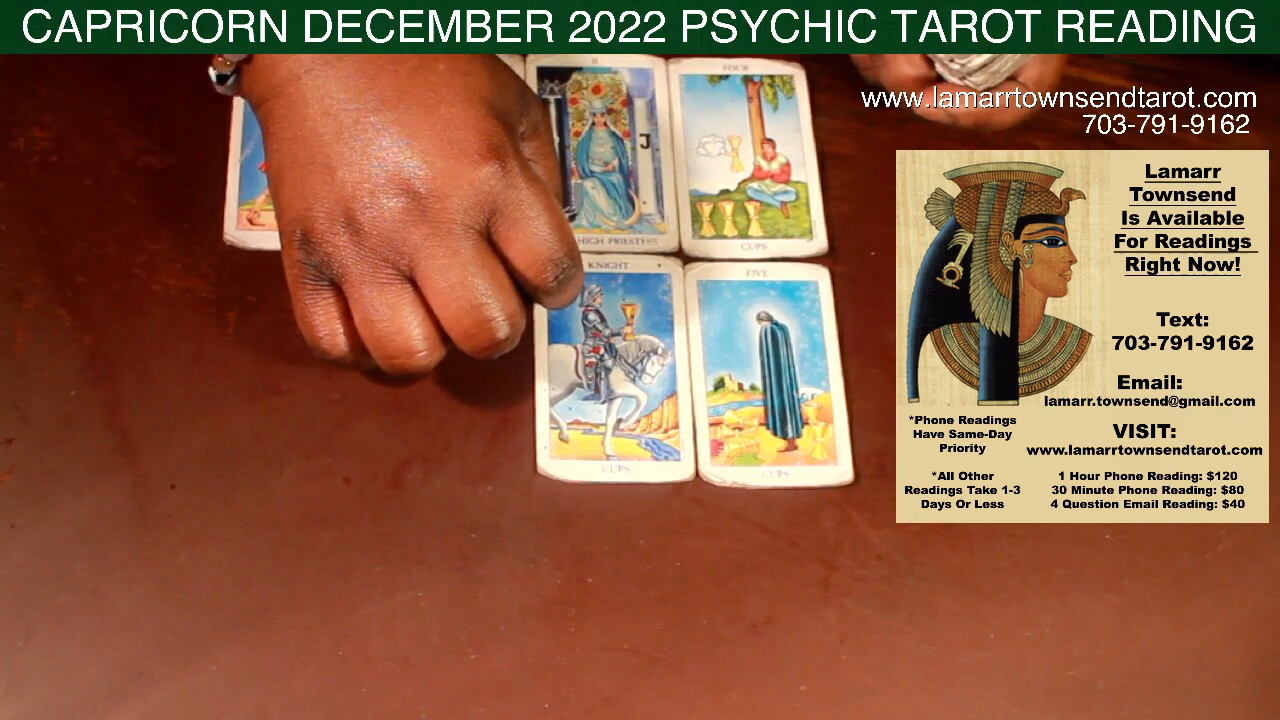 CAPRICORN DECEMBER 2022 PSYCHIC TAROT READING
www.lamarrtownsendtarot.com
703-791-9162
II
FOUR
J
HIGH PRIESTESS
CUPS
KNIGHT
FIVE
CUPS
CUPS
Lamarr
Townsend
Is Available
For Readings
Right Now!
Text:
703-791-9162
Email:
lamarr.townsend@gmail.com
*Phone Readings
Have Same-Day
Priority
VISIT:
www.lamarrtownsendtarot.com
*All Other
Readings Take 1-3
Days Or Less
1 Hour Phone Reading: $120
30 Minute Phone Reading: $80
4 Question Email Reading: $40